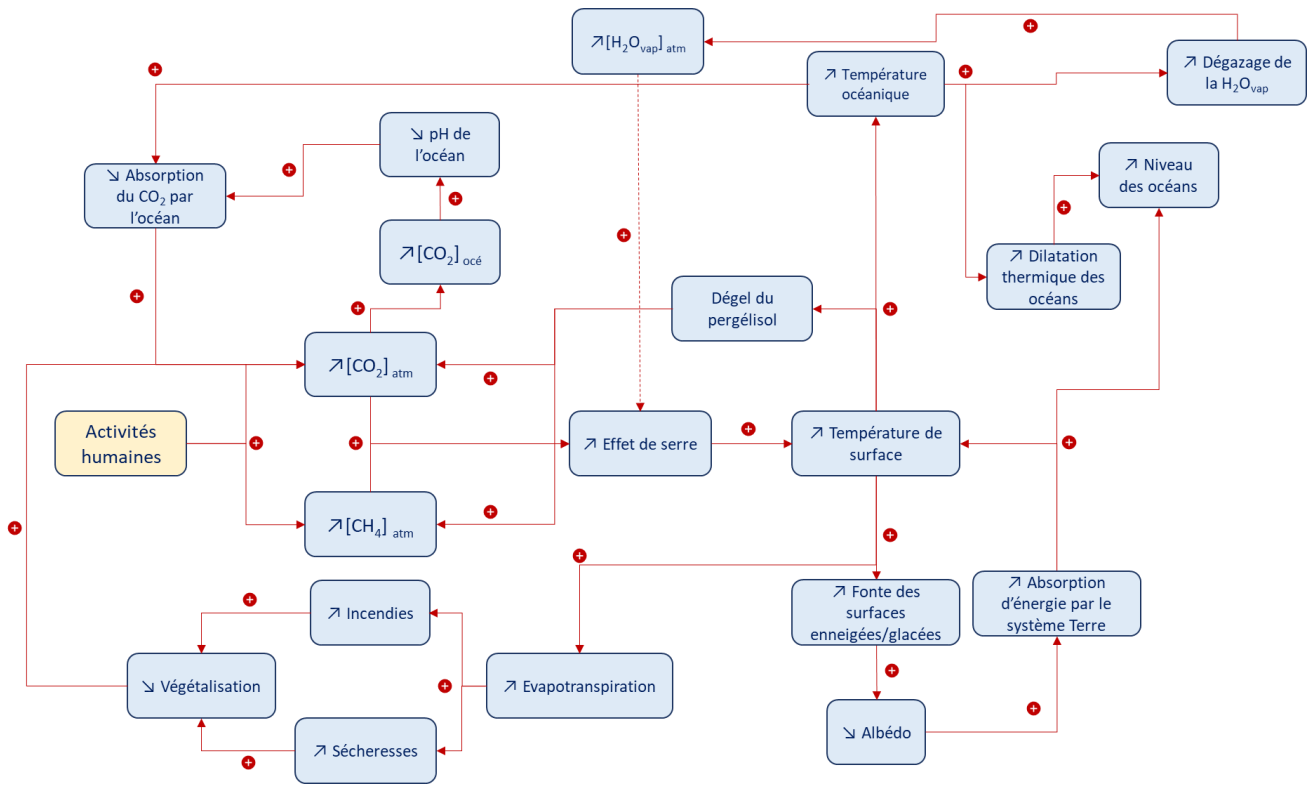 ↗[H₂Oᵥₐₚ] atm
↗ Température
océanique
↗ Dégazage de
la H₂Oᵥₐₚ
↘ pH de
l'océan
↗ Niveau
des océans
↘ Absorption
du CO₂ par
l'océan
↗[CO₂] océ
↗ Dilatation
thermique des
océans
Dégel du
pergélisol
↗[CO₂] atm
Activités
humaines
↗ Effet de serre
↗ Température de
surface
↗[CH₄] atm
↗ Incendies
↗ Fonte des
surfaces
enneigées/glacées
↗ Absorption
d'énergie par le
système Terre
↘ Végétalisation
↗ Evapotranspiration
↗ Sécheresses
↘ Albédo